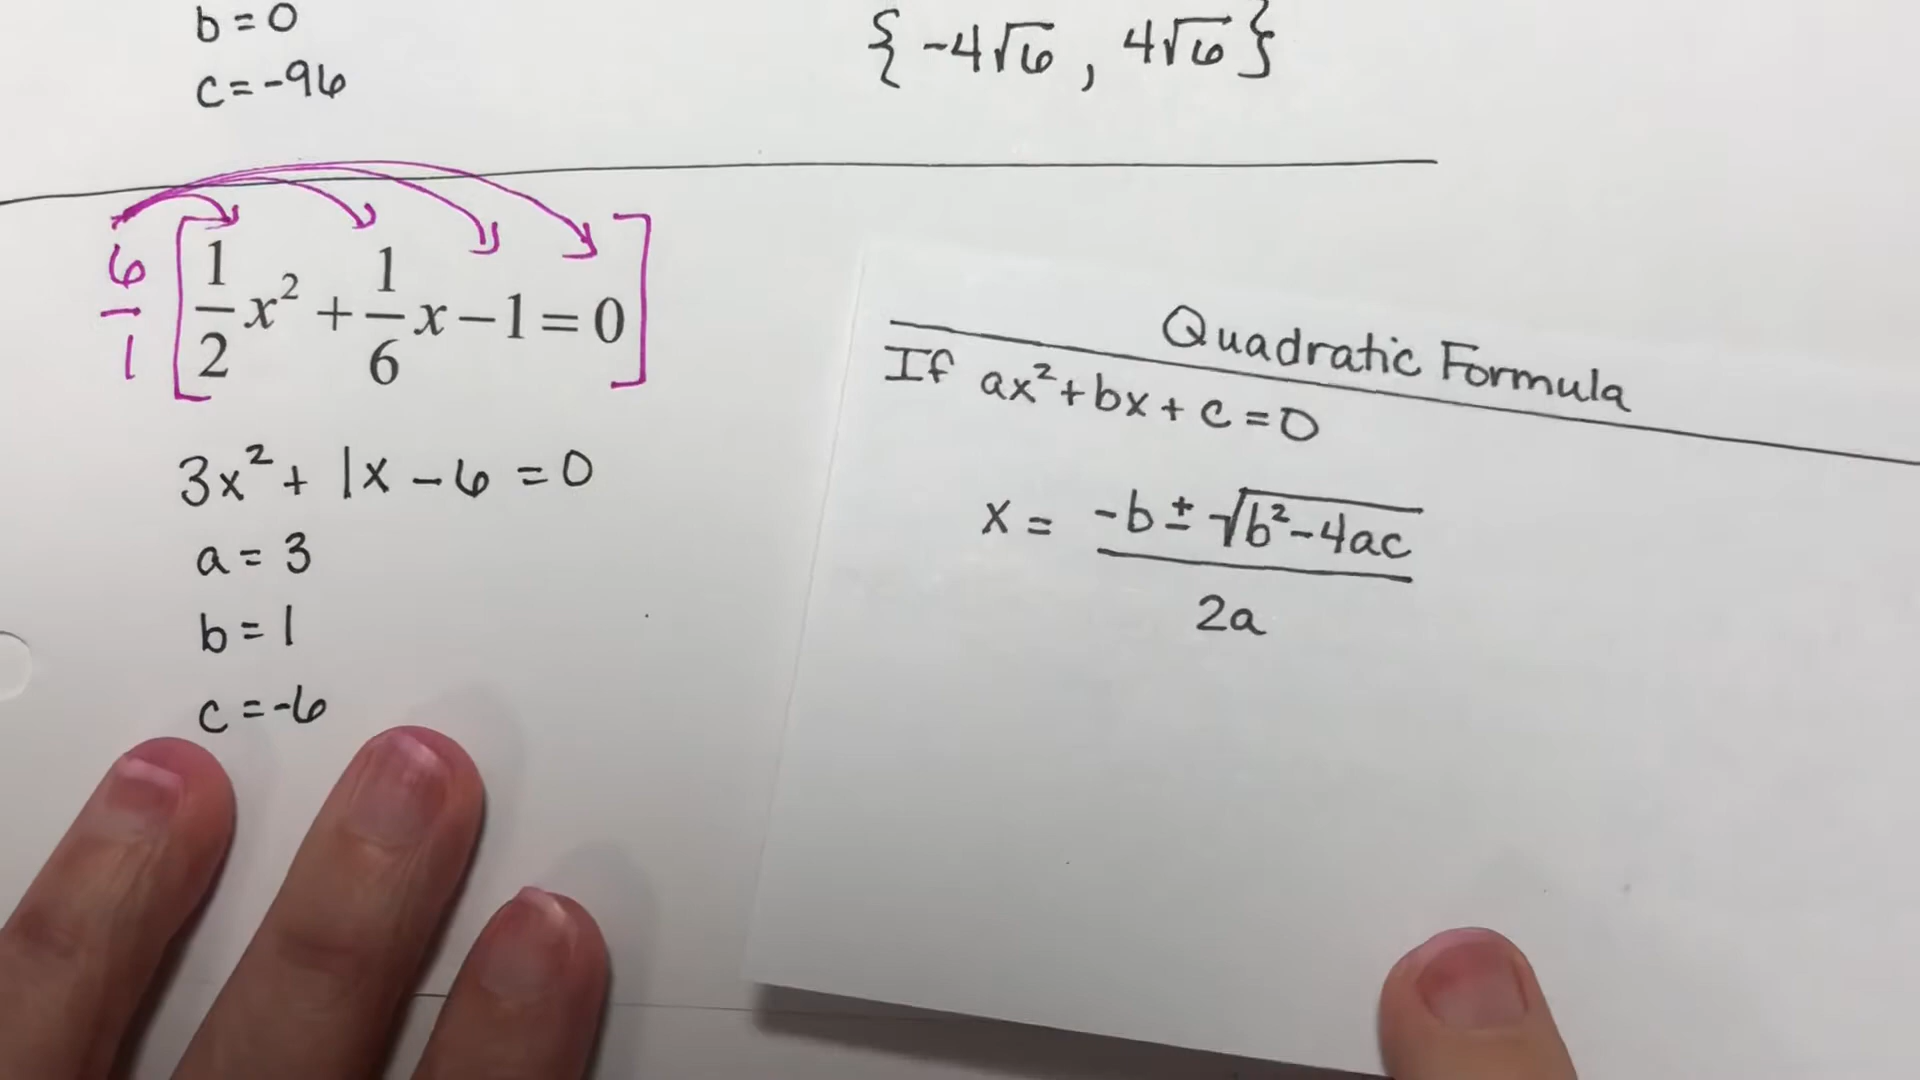 b = 0
c = -96
{ -4√6 , 4√6 }
6/1 [ 1/2 x² + 1/6 x − 1 = 0 ]
3x² + 1x − 6 = 0
a = 3
b = 1
c = -6
Quadratic Formula
If ax² + bx + c = 0
x = (-b ± √(b² − 4ac)) / 2a